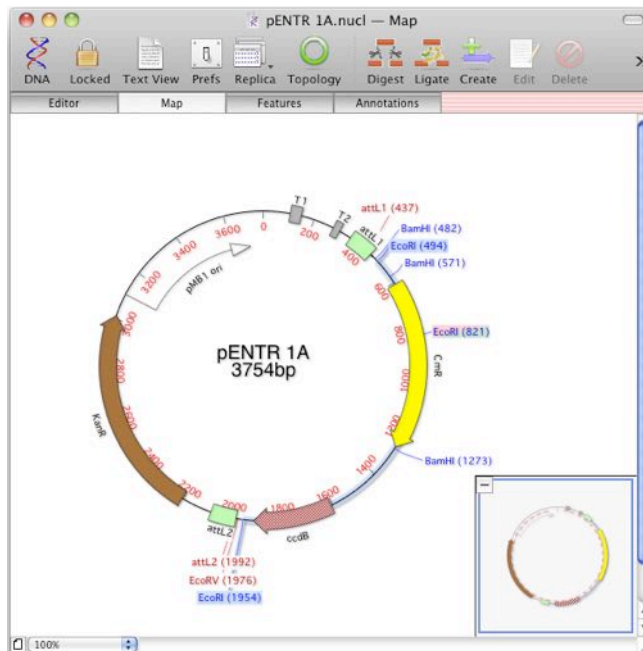 pENTR 1A.nucl — Map
DNA Locked Text View Prefs Replica Topology Digest Ligate Create Edit Delete »
Editor Map Features Annotations
T1
T2
attL1 (437)
attL1
BamHI (482)
EcoRI (494)
BamHI (571)
0
200
400
600
800
1000
1200
1400
1600
1800
2000
2200
2400
2600
2800
3000
3200
3400
3600
pMB1 ori
EcoRI (821)
CmR
pENTR 1A
3754bp
KanR
BamHI (1273)
ccdB
attL2
attL2 (1992)
EcoRV (1976)
EcoRI (1954)
100%